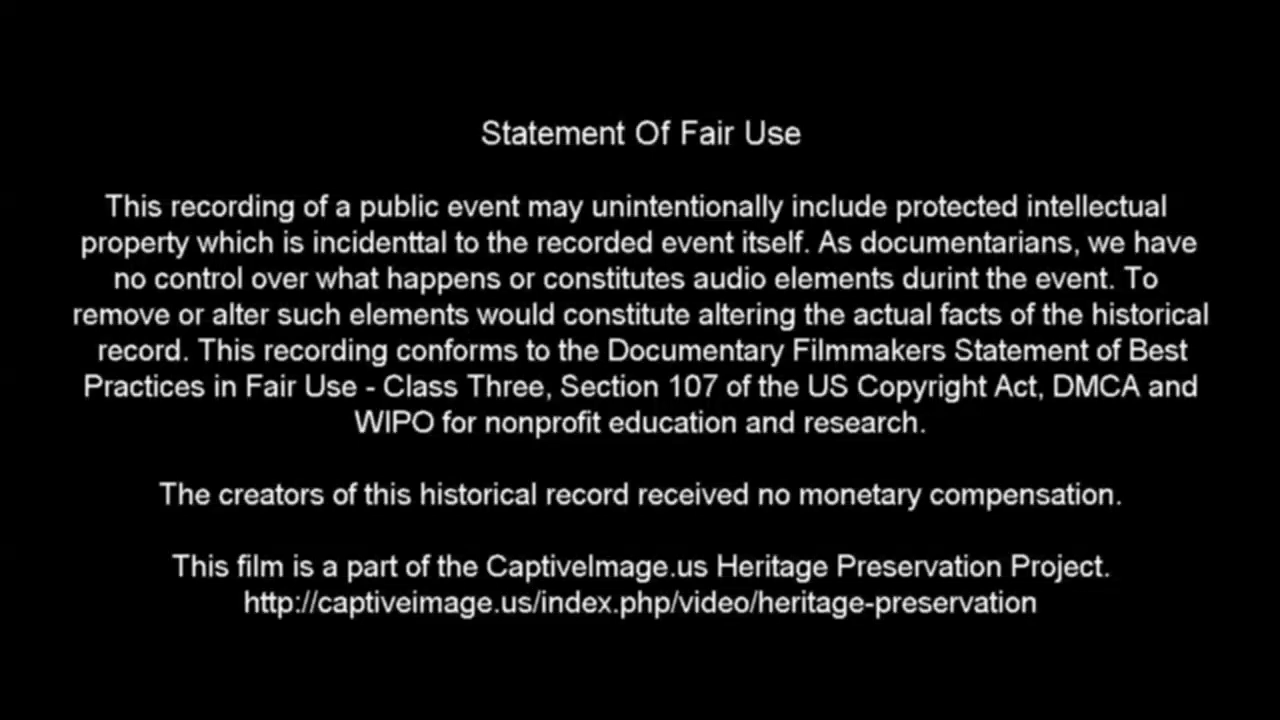 Statement Of Fair Use
This recording of a public event may unintentionally include protected intellectual
property which is incidenttal to the recorded event itself. As documentarians, we have
no control over what happens or constitutes audio elements durint the event. To
remove or alter such elements would constitute altering the actual facts of the historical
record. This recording conforms to the Documentary Filmmakers Statement of Best
Practices in Fair Use - Class Three, Section 107 of the US Copyright Act, DMCA and
WIPO for nonprofit education and research.
The creators of this historical record received no monetary compensation.
This film is a part of the CaptiveImage.us Heritage Preservation Project.
http://captiveimage.us/index.php/video/heritage-preservation